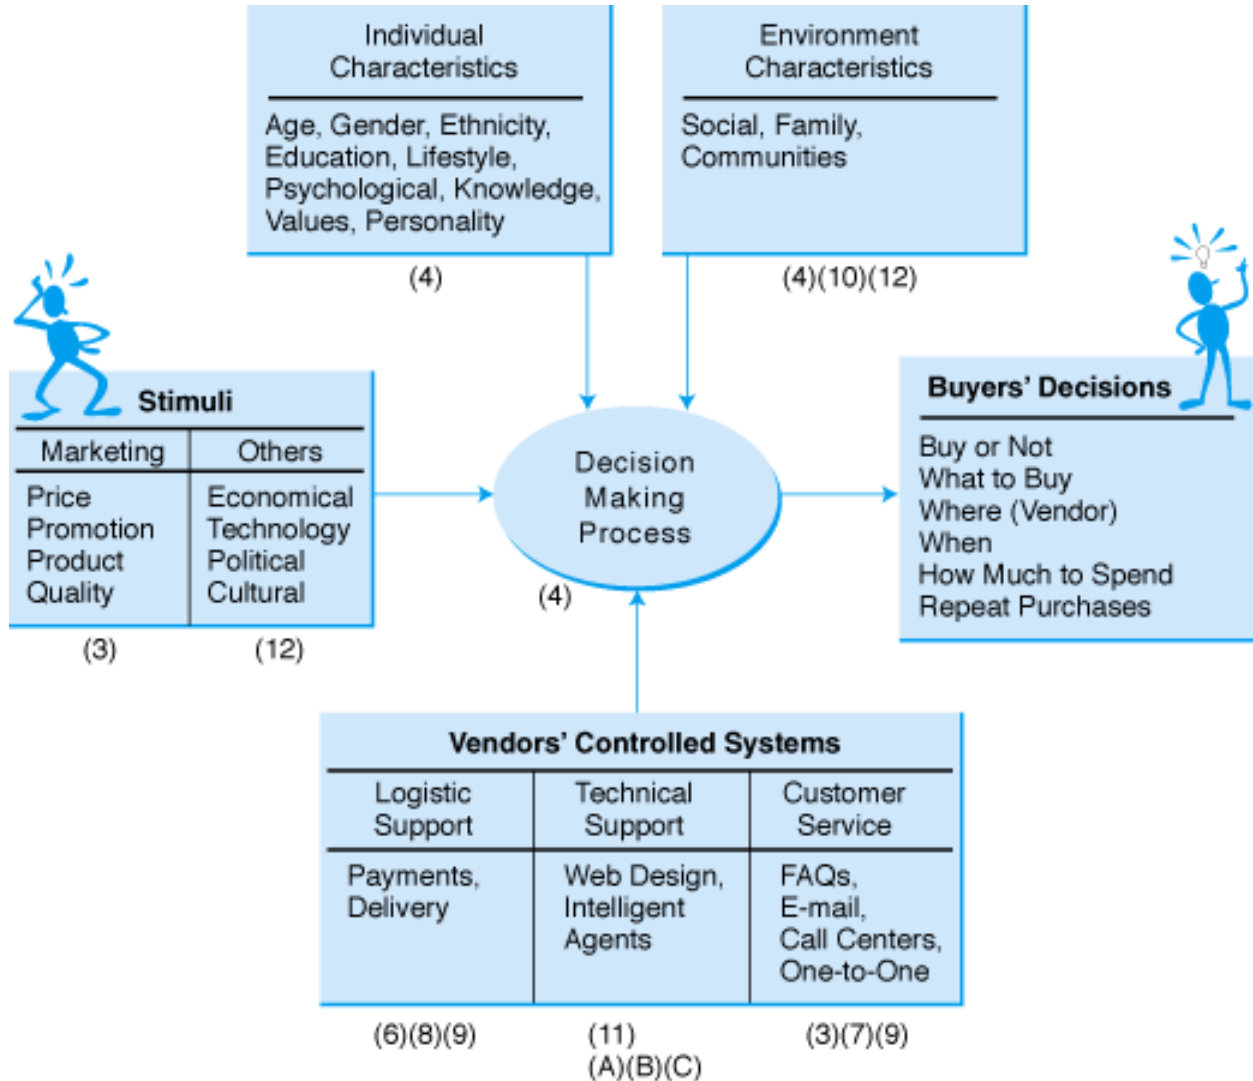 Individual
Characteristics
Age, Gender, Ethnicity,
Education, Lifestyle,
Psychological, Knowledge,
Values, Personality
(4)
Environment
Characteristics
Social, Family,
Communities
(4)(10)(12)
Stimuli
Marketing
Price
Promotion
Product
Quality
(3)
Others
Economical
Technology
Political
Cultural
(12)
Decision
Making
Process
(4)
Buyers' Decisions
Buy or Not
What to Buy
Where (Vendor)
When
How Much to Spend
Repeat Purchases
Vendors' Controlled Systems
Logistic
Support
Payments,
Delivery
(6)(8)(9)
Technical
Support
Web Design,
Intelligent
Agents
(11)
(A)(B)(C)
Customer
Service
FAQs,
E-mail,
Call Centers,
One-to-One
(3)(7)(9)